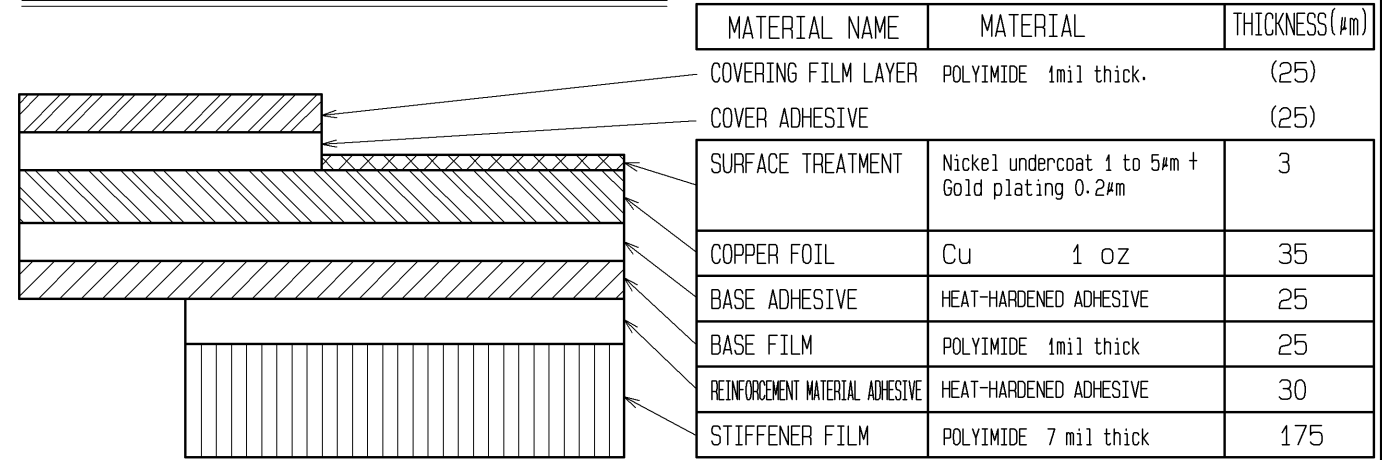 MATERIAL NAME MATERIAL THICKNESS(μm)
COVERING FILM LAYER POLYIMIDE 1mil thick. (25)
COVER ADHESIVE (25)
SURFACE TREATMENT Nickel undercoat 1 to 5μm + 3
Gold plating 0.2μm
COPPER FOIL Cu 1 oz 35
BASE ADHESIVE HEAT-HARDENED ADHESIVE 25
BASE FILM POLYIMIDE 1mil thick 25
REINFORCEMENT MATERIAL ADHESIVE HEAT-HARDENED ADHESIVE 30
STIFFENER FILM POLYIMIDE 7 mil thick 175